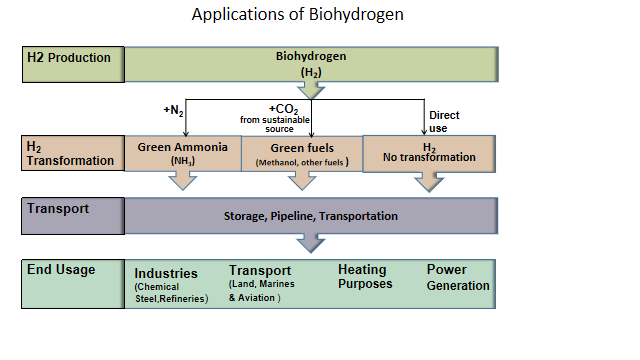 Applications of Biohydrogen
H2 Production
Biohydrogen
(H₂)
+N₂
+CO₂
from sustainable
source
Direct
use
H₂
Transformation
Green Ammonia
(NH₃)
Green fuels
(Methanol, other fuels )
H₂
No transformation
Transport
Storage, Pipeline, Transportation
End Usage
Industries
(Chemical
Steel,Refineries)
Transport
(Land, Marines
& Aviation )
Heating
Purposes
Power
Generation